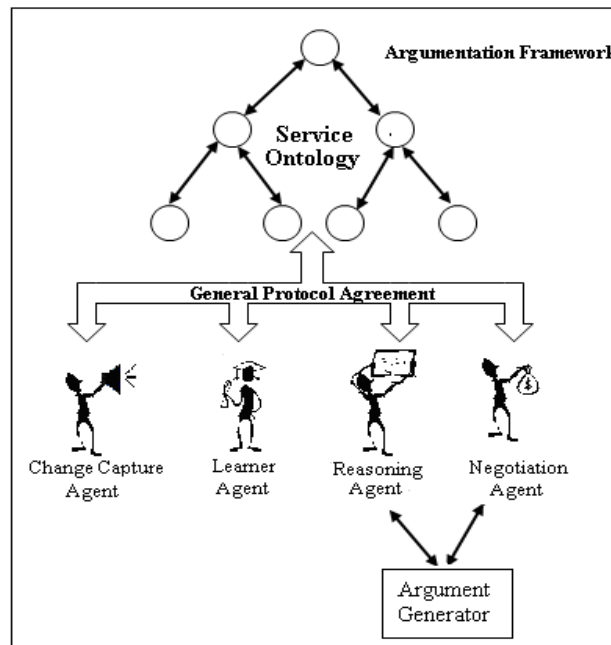 Argumentation Framework
Service
Ontology
General Protocol Agreement
Change Capture
Agent
Learner
Agent
Reasoning
Agent
Negotiation
Agent
$
Argument
Generator